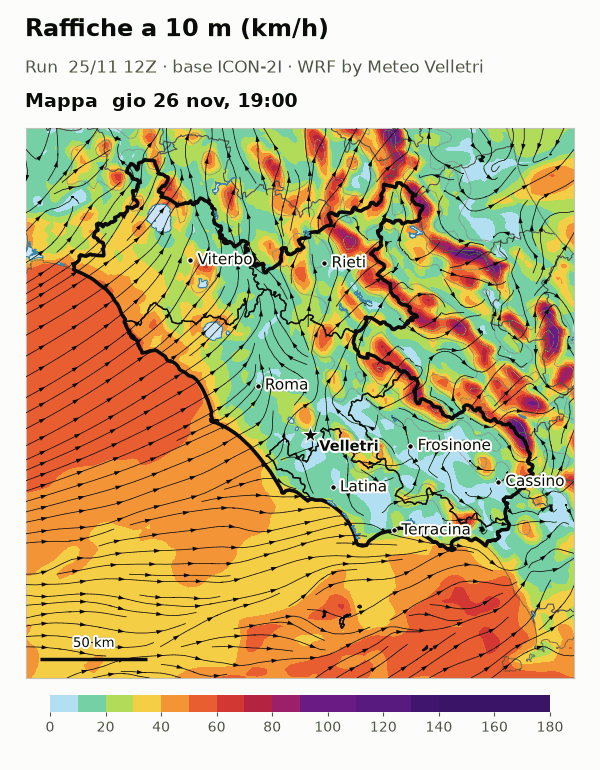 Raffiche a 10 m (km/h)
Run 25/11 12Z · base ICON-2I · WRF by Meteo Velletri
Mappa gio 26 nov, 19:00
Viterbo
Rieti
Roma
Velletri
Frosinone
Latina
Cassino
Terracina
50 km
0 20 40 60 80 100 120 140 160 180